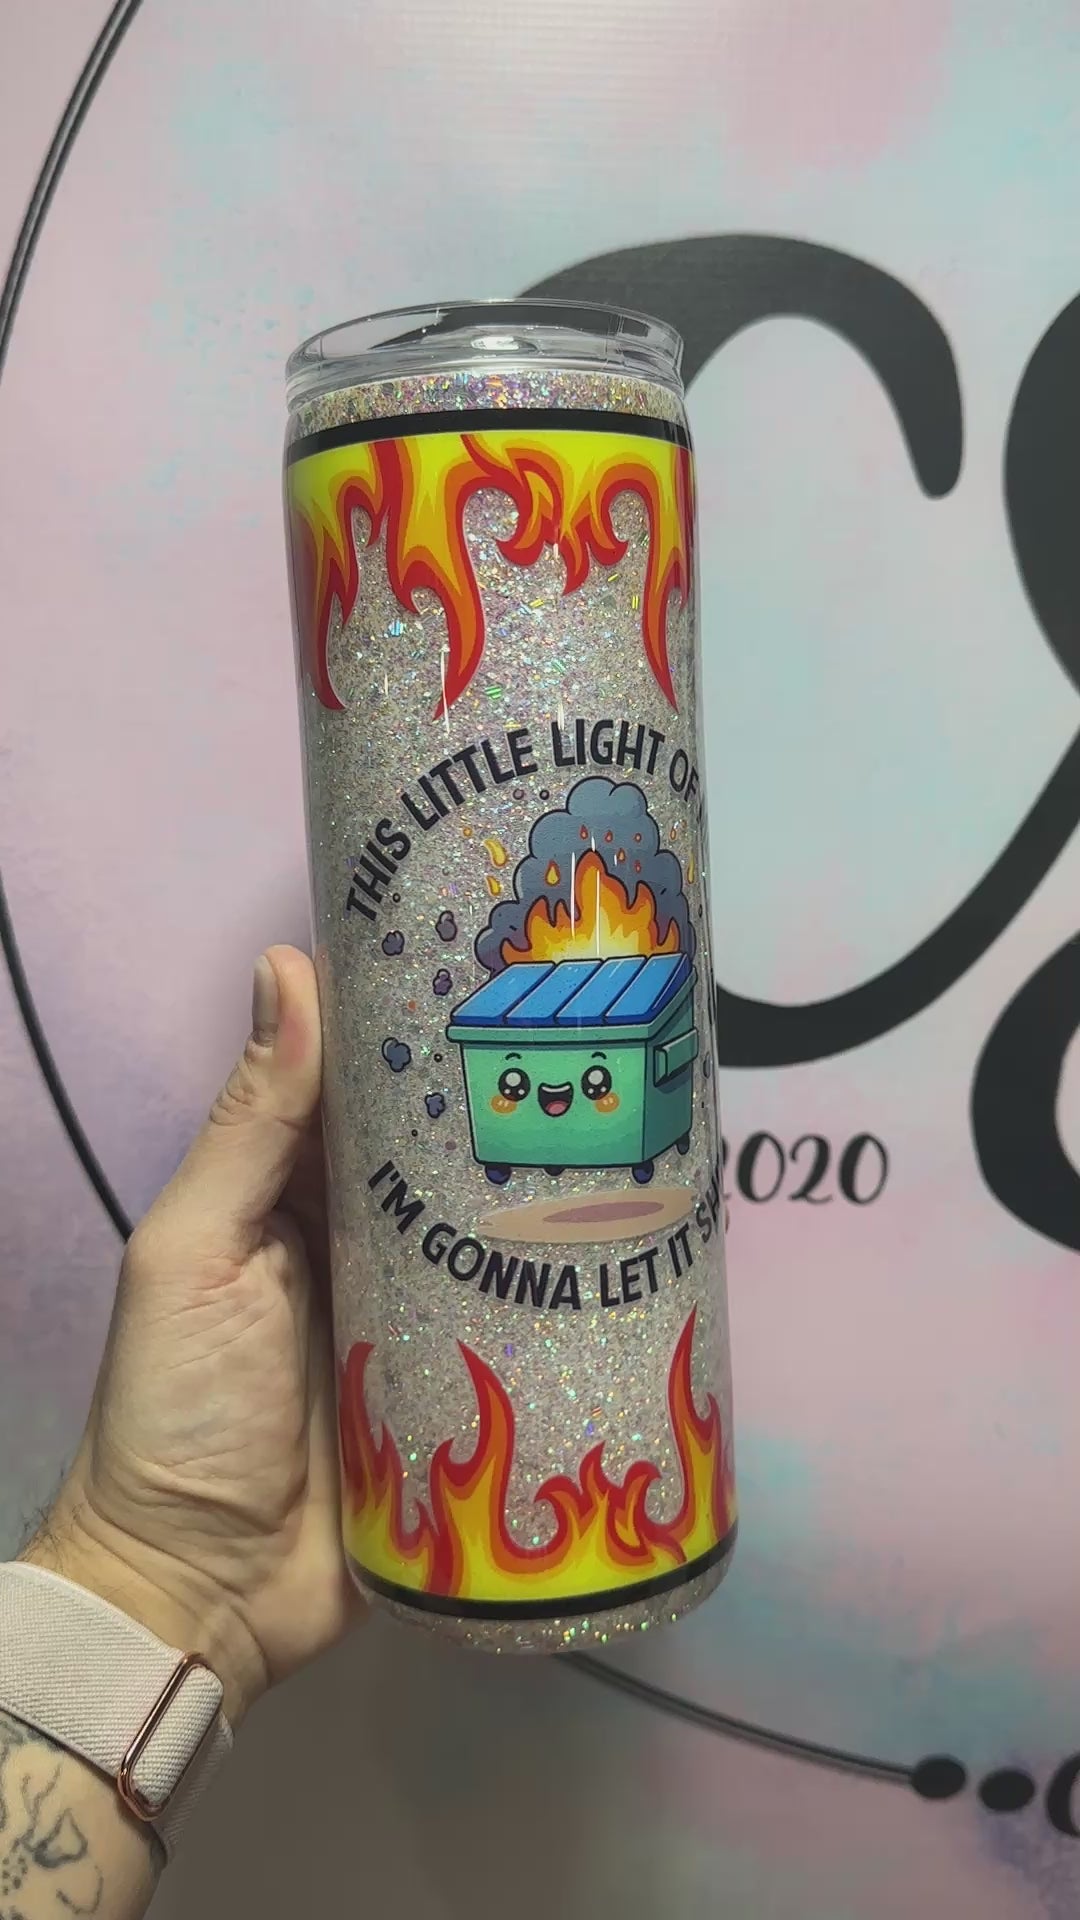 THIS LITTLE LIGHT OF
I'M GONNA LET IT
2020